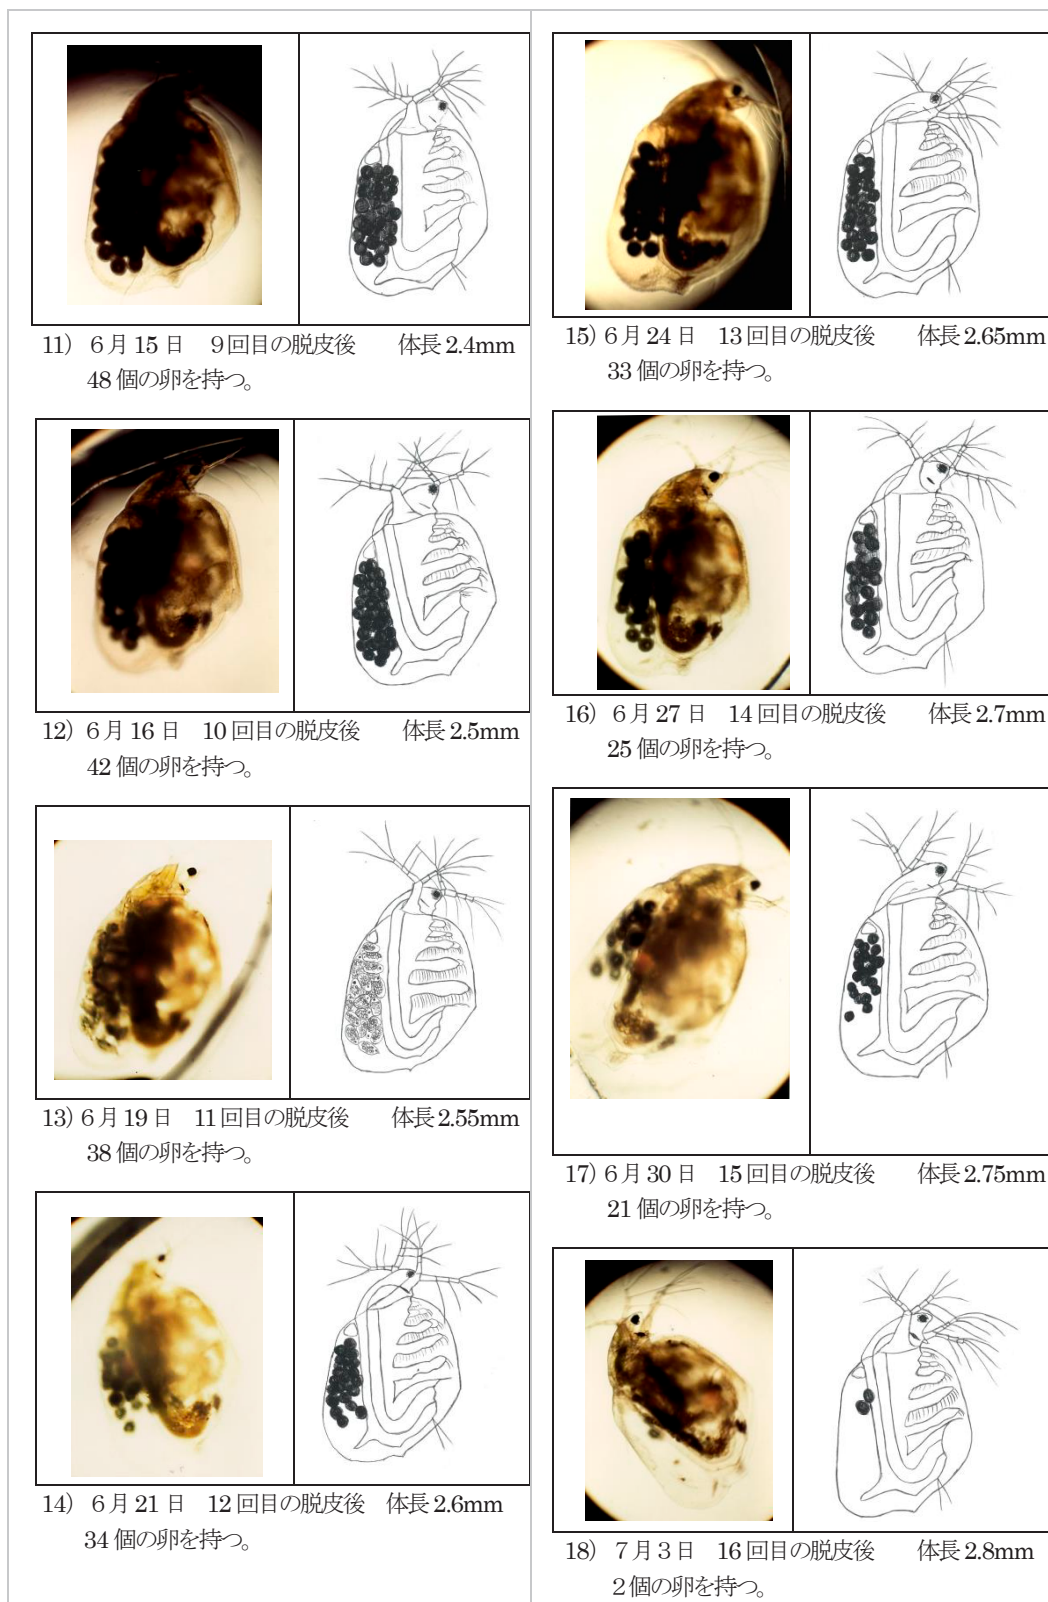 11) 6月15日 9回目の脱皮後 体長2.4mm
48個の卵を持つ。
12) 6月16日 10回目の脱皮後 体長2.5mm
42個の卵を持つ。
13) 6月19日 11回目の脱皮後 体長2.55mm
38個の卵を持つ。
14) 6月21日 12回目の脱皮後 体長2.6mm
34個の卵を持つ。
15) 6月24日 13回目の脱皮後 体長2.65mm
33個の卵を持つ。
16) 6月27日 14回目の脱皮後 体長2.7mm
25個の卵を持つ。
17) 6月30日 15回目の脱皮後 体長2.75mm
21個の卵を持つ。
18) 7月3日 16回目の脱皮後 体長2.8mm
2個の卵を持つ。